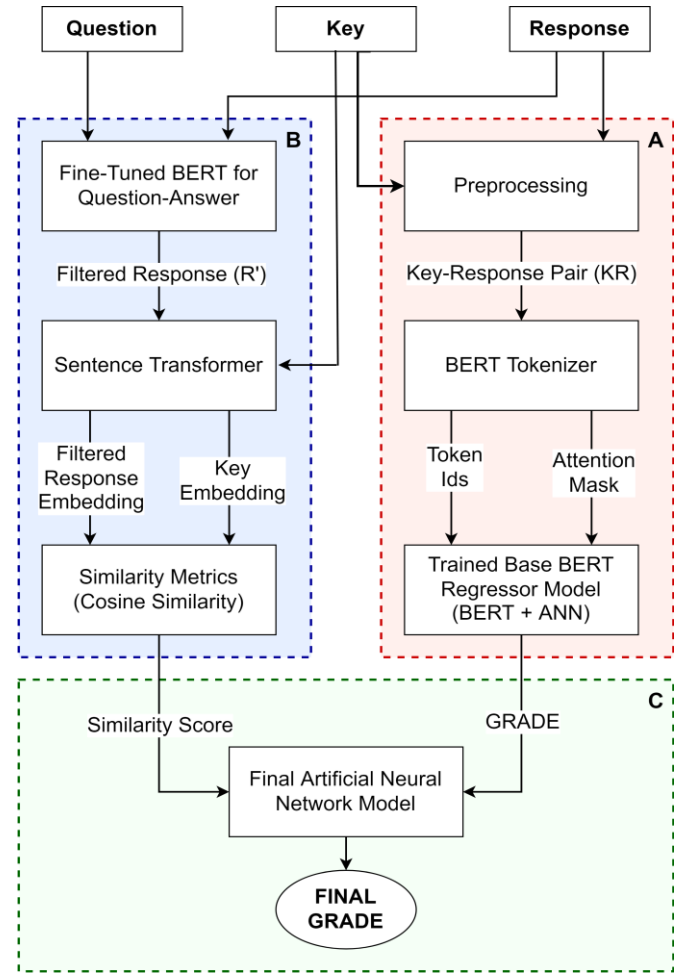 Question
Key
Response
B
Fine-Tuned BERT for
Question-Answer
Filtered Response (R')
Sentence Transformer
Filtered
Response
Embedding
Key
Embedding
Similarity Metrics
(Cosine Similarity)
A
Preprocessing
Key-Response Pair (KR)
BERT Tokenizer
Token
Ids
Attention
Mask
Trained Base BERT
Regressor Model
(BERT + ANN)
C
Similarity Score
GRADE
Final Artificial Neural
Network Model
FINAL
GRADE